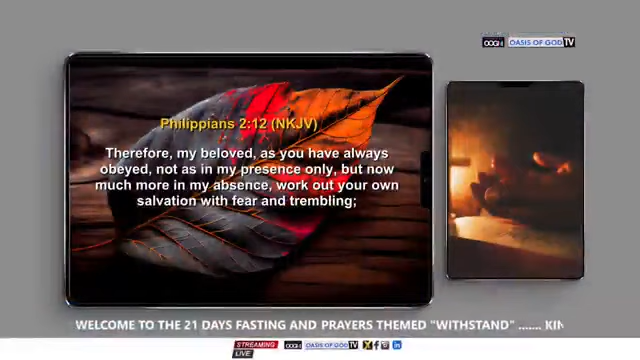 OOGN OASIS OF GOD TV
Philippians 2:12 (NKJV)
Therefore, my beloved, as you have always
obeyed, not as in my presence only, but now
much more in my absence, work out your own
salvation with fear and trembling;
WELCOME TO THE 21 DAYS FASTING AND PRAYERS THEMED "WITHSTAND" ...... KIN
STREAMING
LIVE
OASIS OF GOD TV